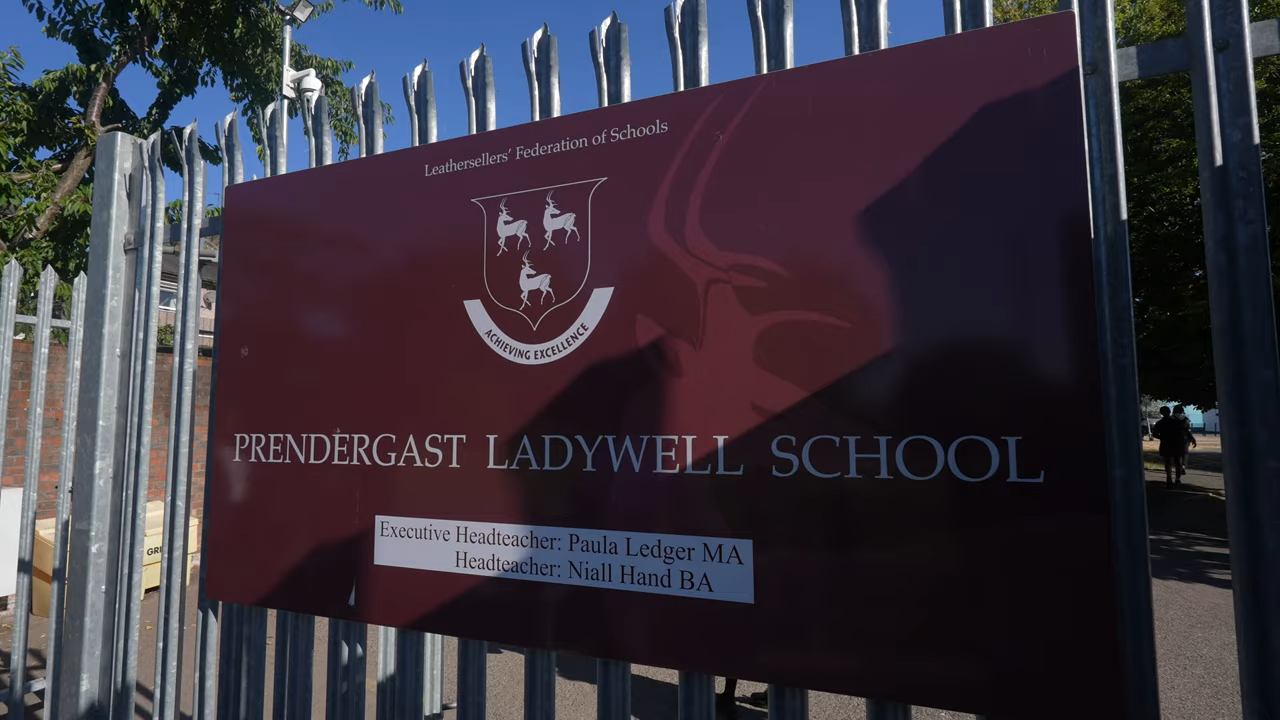 Leathersellers' Federation of Schools
ACHIEVING EXCELLENCE
PRENDERGAST LADYWELL SCHOOL
Executive Headteacher: Paula Ledger MA
Headteacher: Niall Hand BA